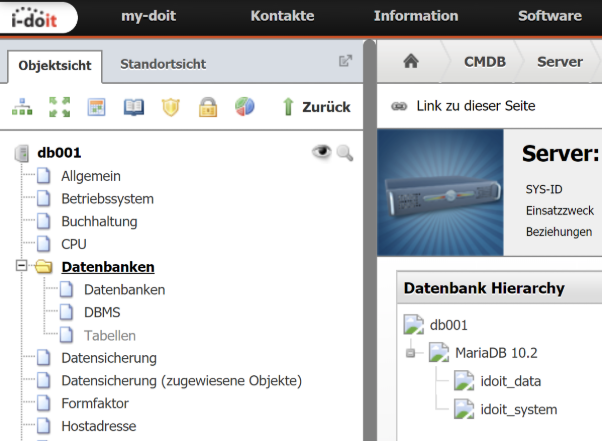 i-doit
my-doit
Kontakte
Information
Software
Objektsicht
Standortsicht
Zurück
db001
Allgemein
Betriebssystem
Buchhaltung
CPU
Datenbanken
Datenbanken
DBMS
Tabellen
Datensicherung
Datensicherung (zugewiesene Objekte)
Formfaktor
Hostadresse
CMDB
Server
Link zu dieser Seite
Server:
SYS-ID
Einsatzzweck
Beziehungen
Datenbank Hierarchy
db001
MariaDB 10.2
idoit_data
idoit_system